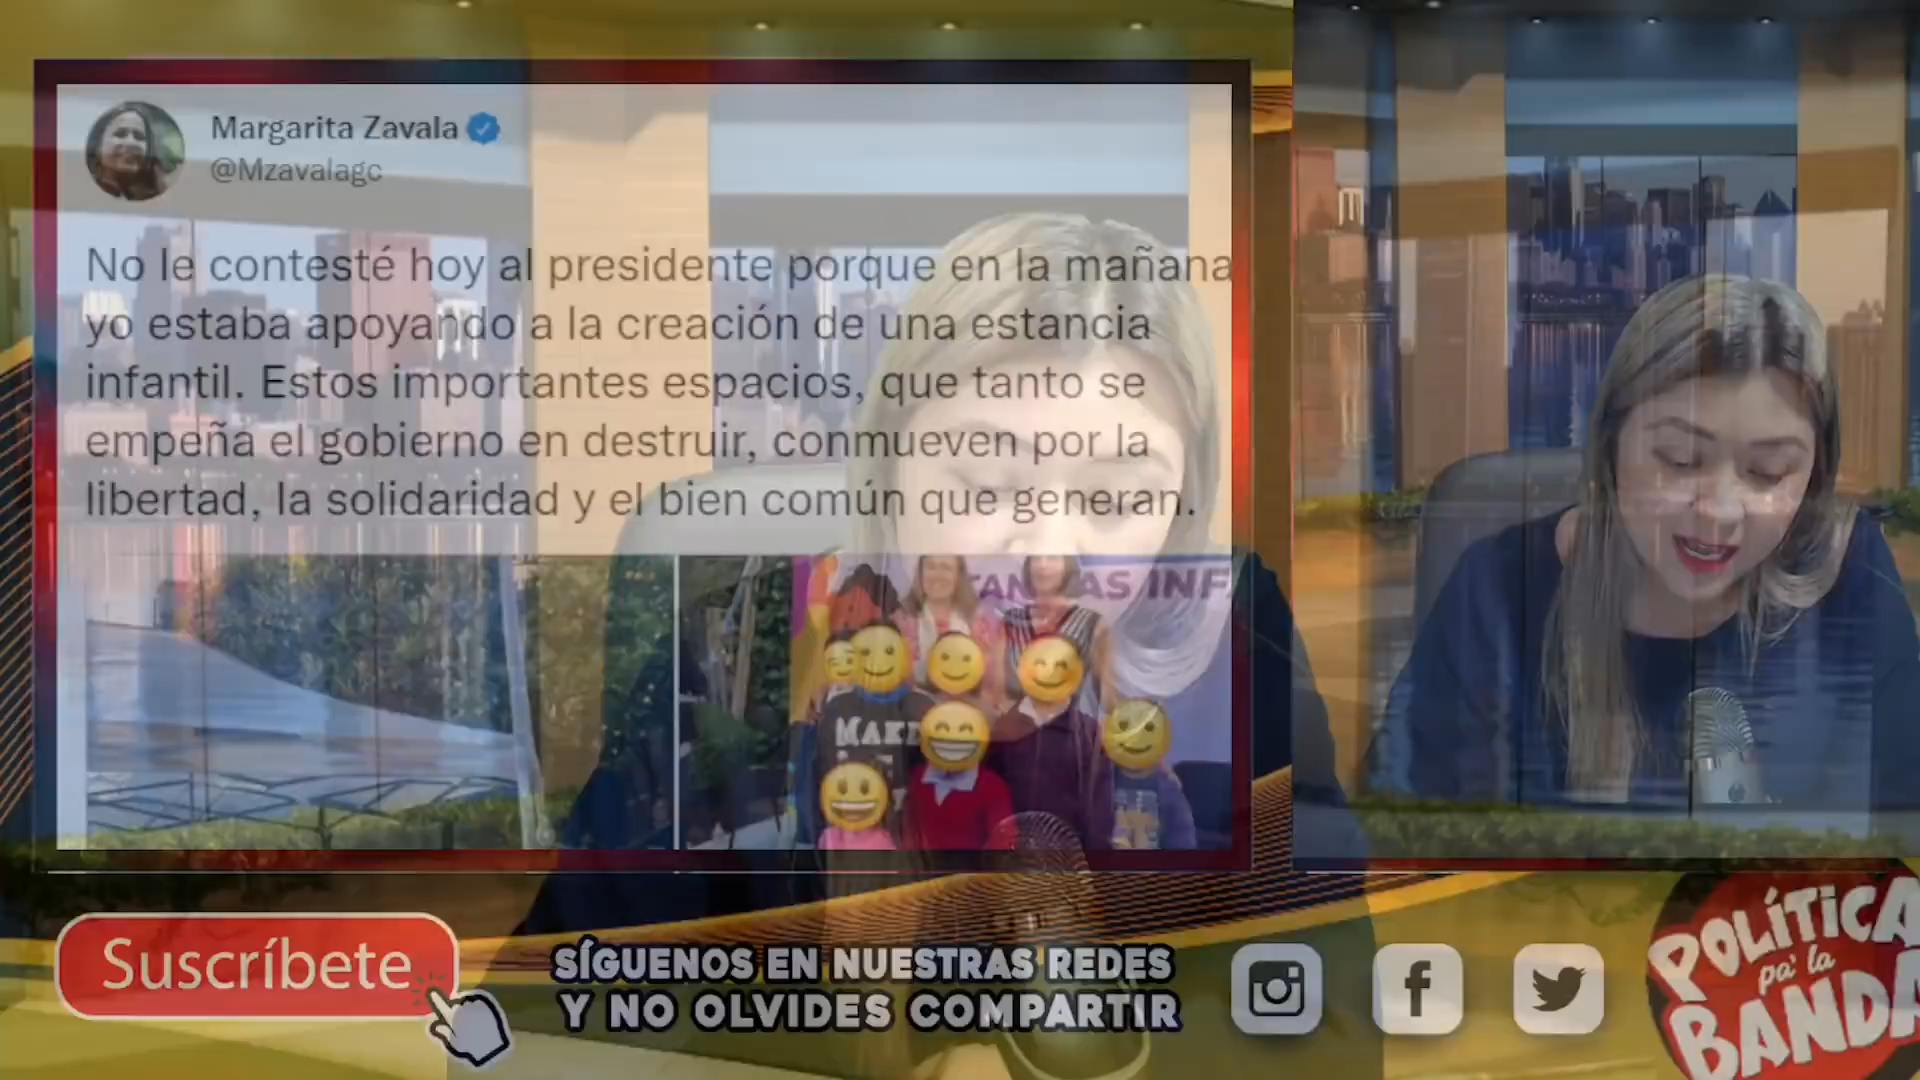 Margarita Zavala
@Mzavalagc
No le contesté hoy al presidente porque en la mañana
yo estaba apoyando a la creación de una estancia
infantil. Estos importantes espacios, que tanto se
empeña el gobierno en destruir, conmueven por la
libertad, la solidaridad y el bien común que generan.
MAKE
Suscríbete
SÍGUENOS EN NUESTRAS REDES
Y NO OLVIDES COMPARTIR
POLÍTICA
pa' la
BANDA